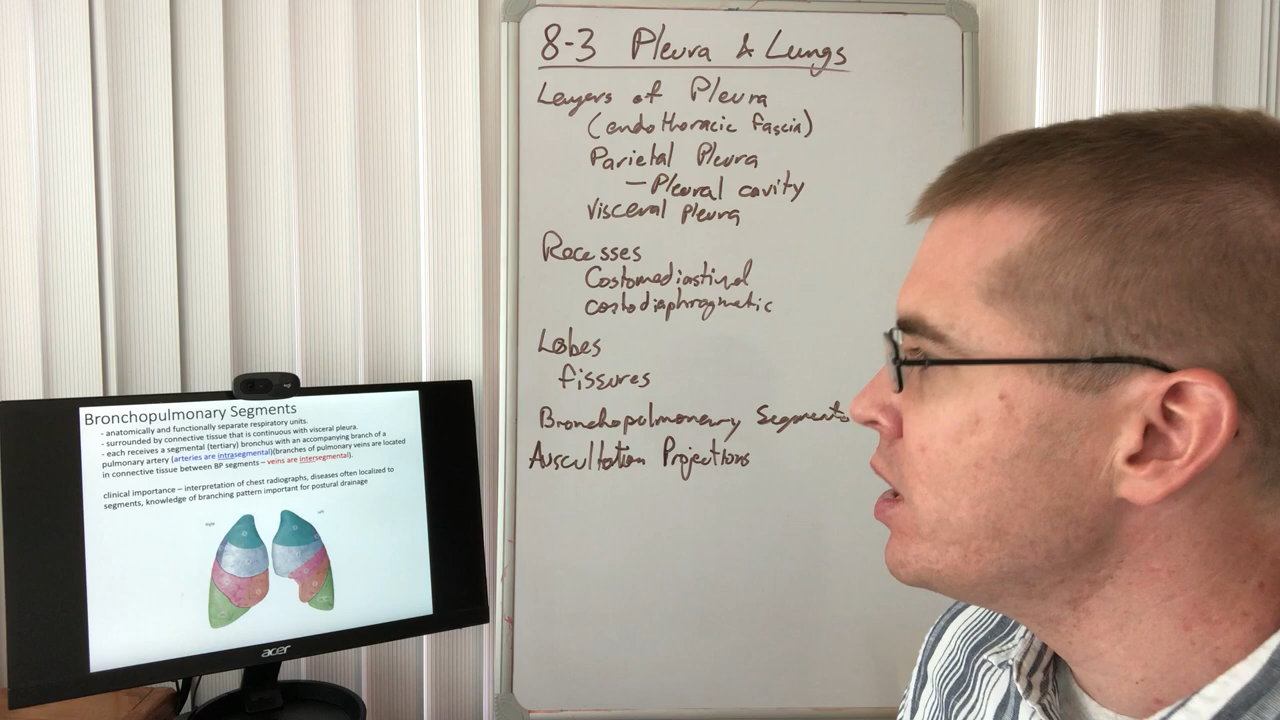 8-3 Pleura & Lungs
Layers of Pleura
(endothoracic fascia)
Parietal Pleura
— Pleural cavity
Visceral pleura
Recesses
Costomediastinal
costodiaphragmatic
Lobes
fissures
Bronchopulmonary Segments
Auscultation Projections
Bronchopulmonary Segments
- anatomically and functionally separate respiratory units.
- surrounded by connective tissue that is continuous with visceral pleura.
- each receives a segmental (tertiary) bronchus with an accompanying branch of a
pulmonary artery (arteries are intrasegmental)(branches of pulmonary veins are located
in connective tissue between BP segments – veins are intersegmental).
clinical importance – interpretation of chest radiographs, diseases often localized to
segments, knowledge of branching pattern important for postural drainage
acer